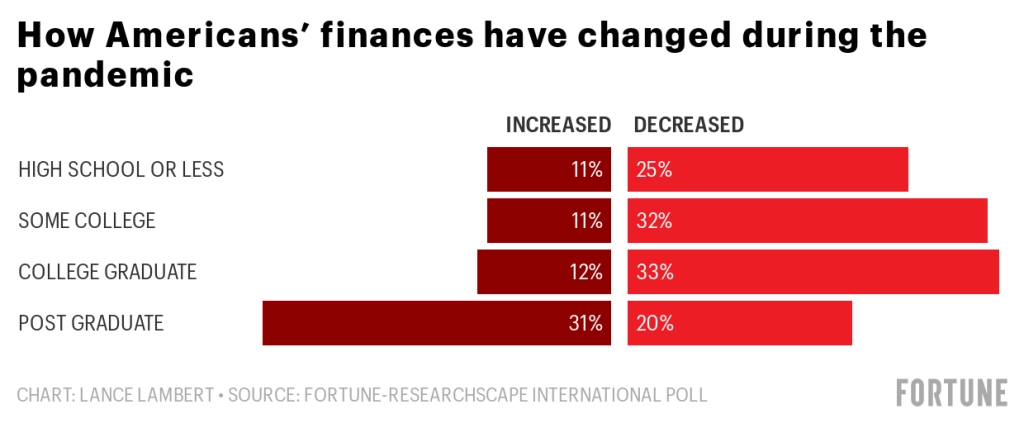 How Americans’ finances have changed during the
pandemic
INCREASED DECREASED
HIGH SCHOOL OR LESS 11% 25%
SOME COLLEGE 11% 32%
COLLEGE GRADUATE 12% 33%
POST GRADUATE 31% 20%
CHART: LANCE LAMBERT • SOURCE: FORTUNE-RESEARCHSCAPE INTERNATIONAL POLL FORTUNE